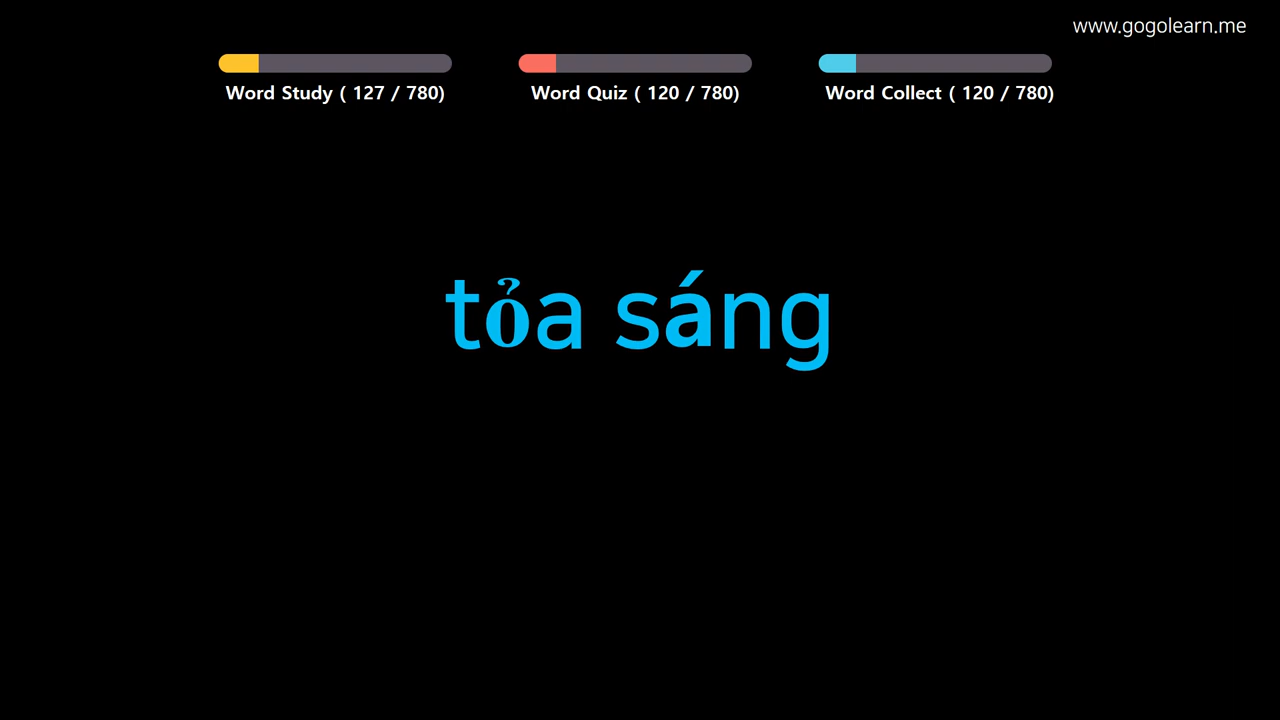 www.gogolearn.me
Word Study ( 127 / 780)
Word Quiz ( 120 / 780)
Word Collect ( 120 / 780)
tỏa sáng